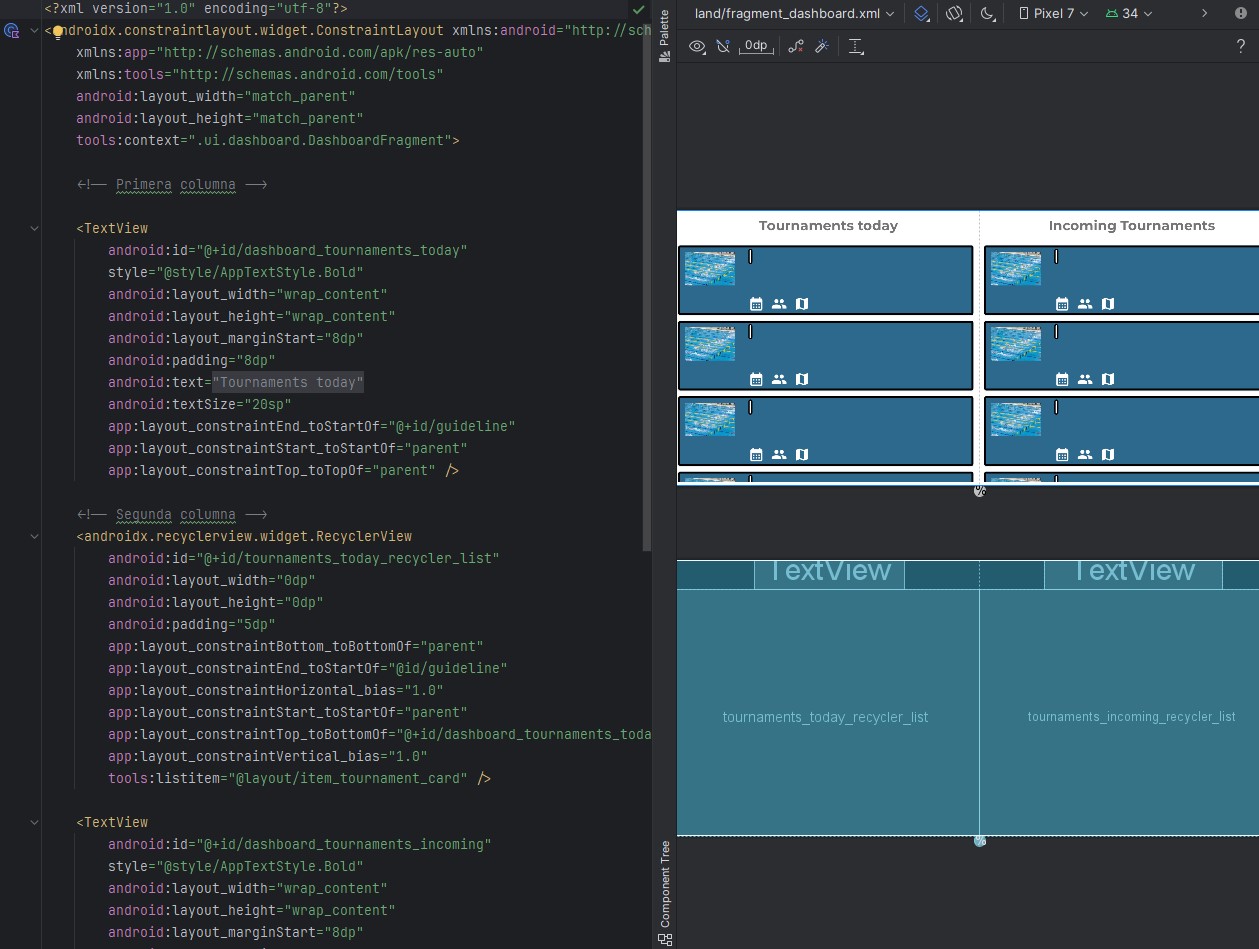 <?xml version="1.0" encoding="utf-8"?>
<androidx.constraintlayout.widget.ConstraintLayout xmlns:android="http://sch
xmlns:app="http://schemas.android.com/apk/res-auto"
xmlns:tools="http://schemas.android.com/tools"
android:layout_width="match_parent"
android:layout_height="match_parent"
tools:context=".ui.dashboard.DashboardFragment">
<!-- Primera columna -->
<TextView
android:id="@+id/dashboard_tournaments_today"
style="@style/AppTextStyle.Bold"
android:layout_width="wrap_content"
android:layout_height="wrap_content"
android:layout_marginStart="8dp"
android:padding="8dp"
android:text="Tournaments today"
android:textSize="20sp"
app:layout_constraintEnd_toStartOf="@+id/guideline"
app:layout_constraintStart_toStartOf="parent"
app:layout_constraintTop_toTopOf="parent" />
<!-- Segunda columna -->
<androidx.recyclerview.widget.RecyclerView
android:id="@+id/tournaments_today_recycler_list"
android:layout_width="0dp"
android:layout_height="0dp"
android:padding="5dp"
app:layout_constraintBottom_toBottomOf="parent"
app:layout_constraintEnd_toStartOf="@id/guideline"
app:layout_constraintHorizontal_bias="1.0"
app:layout_constraintStart_toStartOf="parent"
app:layout_constraintTop_toBottomOf="@+id/dashboard_tournaments_toda
app:layout_constraintVertical_bias="1.0"
tools:listitem="@layout/item_tournament_card" />
<TextView
android:id="@+id/dashboard_tournaments_incoming"
style="@style/AppTextStyle.Bold"
android:layout_width="wrap_content"
android:layout_height="wrap_content"
android:layout_marginStart="8dp"
Palette
Component Tree
land/fragment_dashboard.xml Pixel 7 34
0dp ?
Tournaments today Incoming Tournaments
%
TextView TextView
tournaments_today_recycler_list tournaments_incoming_recycler_list
%